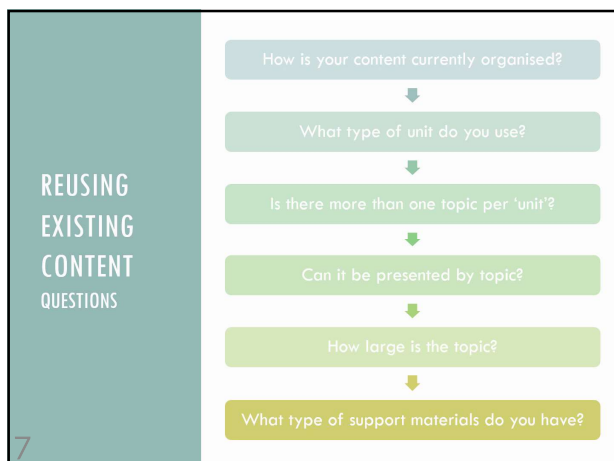 REUSING
EXISTING
CONTENT
QUESTIONS
How is your content currently organised?
What type of unit do you use?
Is there more than one topic per ‘unit’?
Can it be presented by topic?
How large is the topic?
What type of support materials do you have?
7